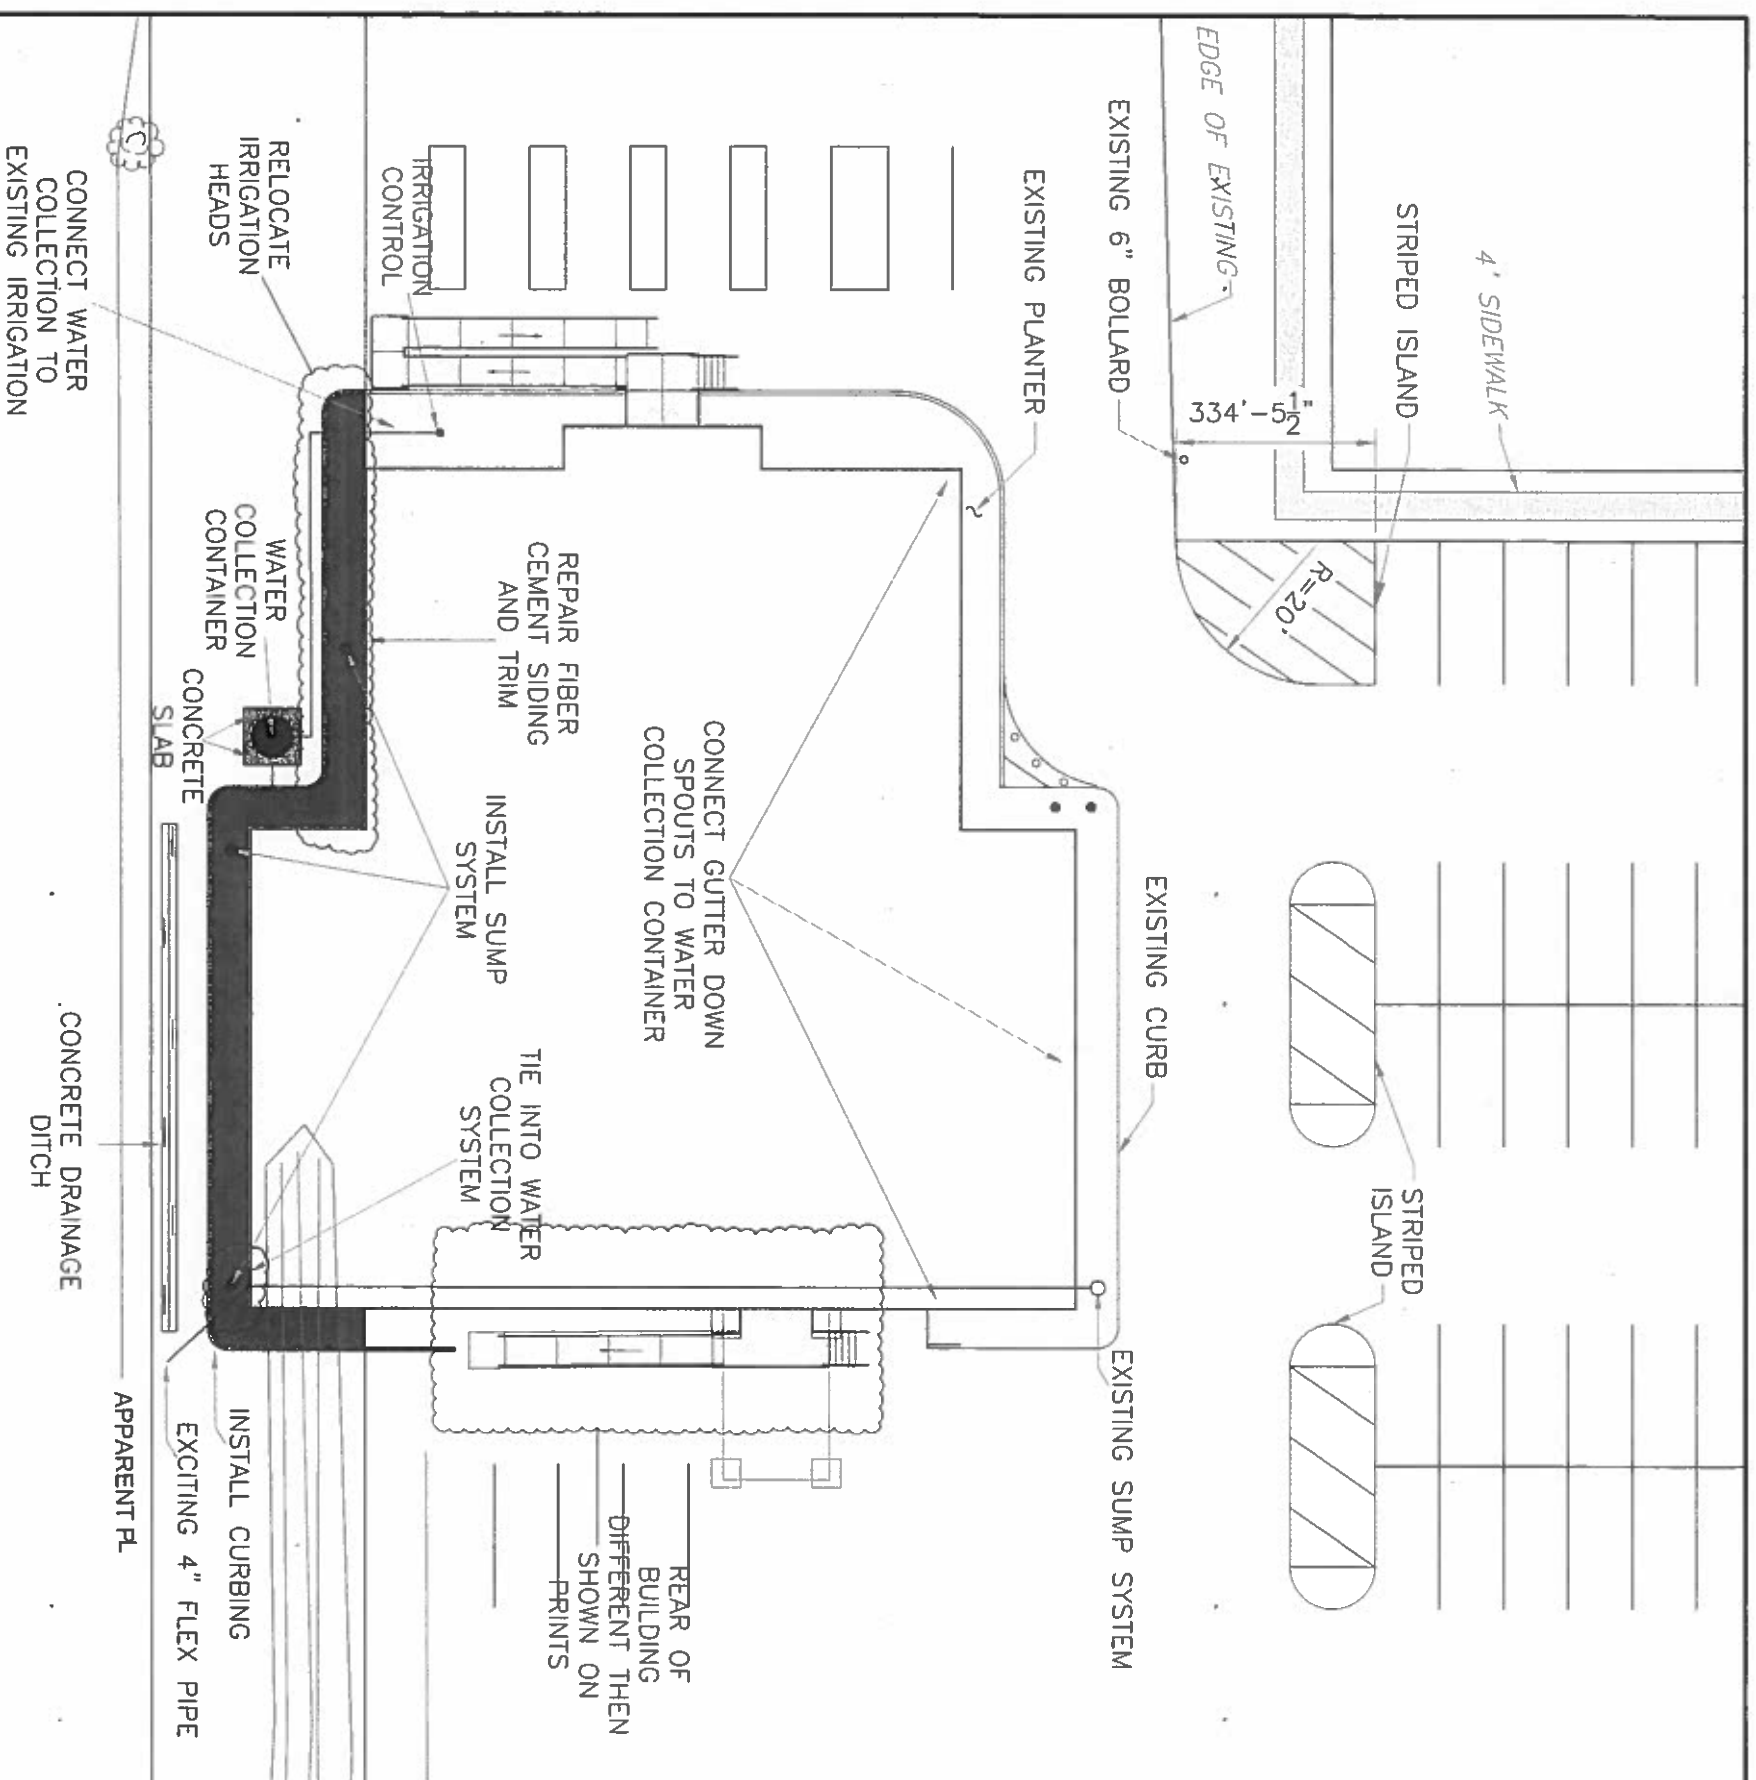 4' SIDEWALK
STRIPED ISLAND
EDGE OF EXISTING
334'-5½"
R=20'
EXISTING 6" BOLLARD
EXISTING PLANTER
STRIPED
ISLAND
EXISTING CURB
EXISTING SUMP SYSTEM
CONNECT GUTTER DOWN
SPOUTS TO WATER
COLLECTION CONTAINER
REAR OF
BUILDING
DIFFERENT THEN
SHOWN ON
PRINTS
REPAIR FIBER
CEMENT SIDING
AND TRIM
INSTALL SUMP
SYSTEM
TIE INTO WATER
COLLECTION
SYSTEM
IRRIGATION
CONTROL
RELOCATE
IRRIGATION
HEADS
WATER
COLLECTION
CONTAINER
CONCRETE
SLAB
INSTALL CURBING
EXCITING 4" FLEX PIPE
APPARENT PL
C
CONNECT WATER
COLLECTION TO
EXISTING IRRIGATION
CONCRETE DRAINAGE
DITCH